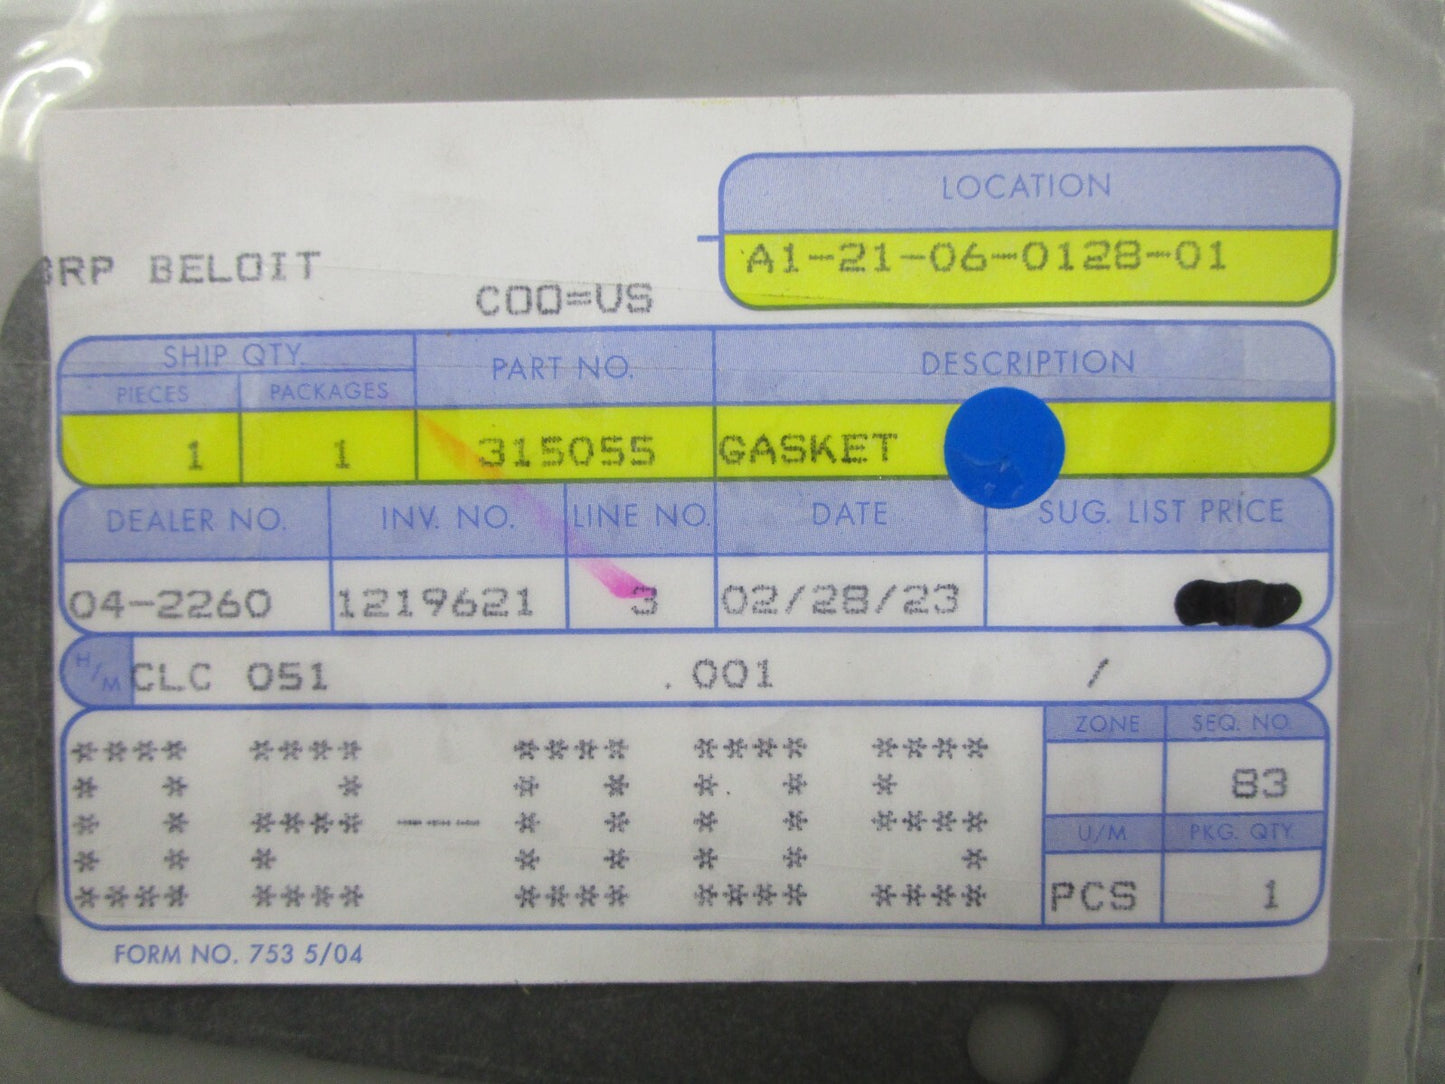 LOCATION
A1-21-06-0128-01
BRP BELOIT
COO=US
SHIP QTY. PART NO. DESCRIPTION
PIECES PACKAGES
1 1 315055 GASKET
DEALER NO. INV. NO. LINE NO. DATE SUG. LIST PRICE
04-2260 1219621 3 02/28/23
H/M CLC 051 .001 /
**** **** **** **** ****
* * * * * * * *
* * **** --- * * * * ****
* * * * * * * *
**** **** **** **** ****
ZONE SEQ. NO.
83
U/M PKG. QTY.
PCS 1
FORM NO. 753 5/04